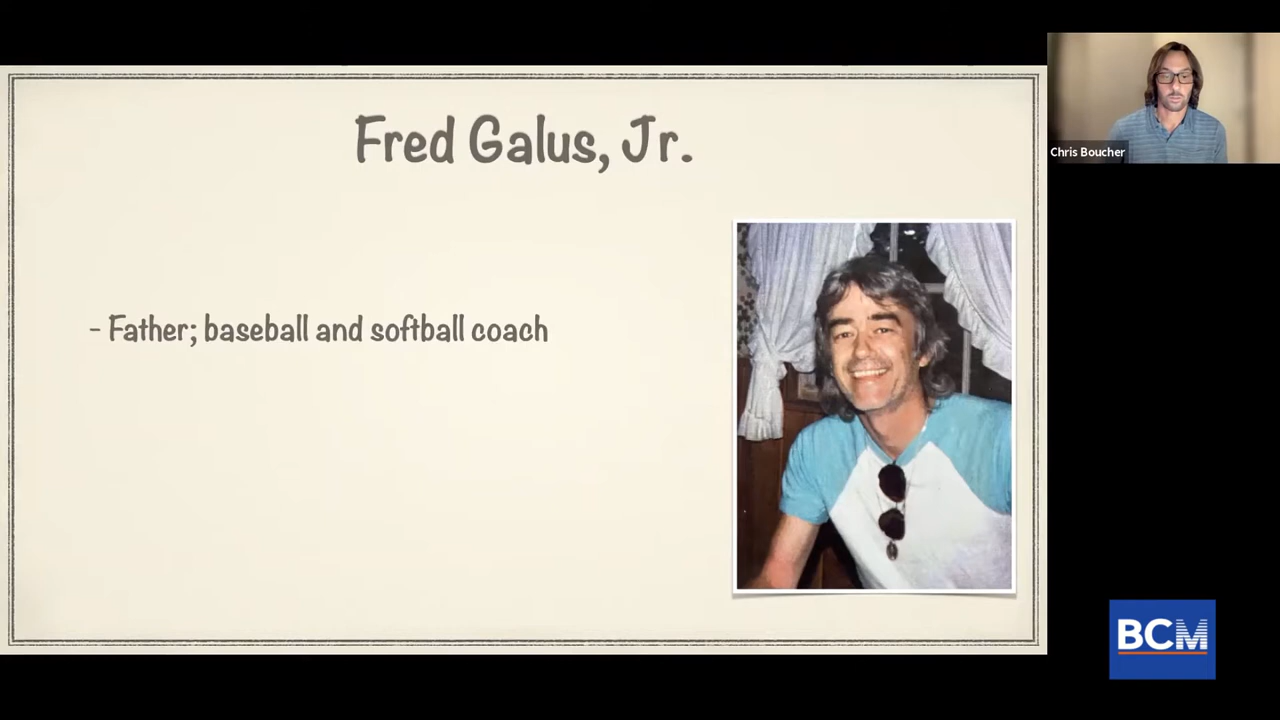 Fred Galus, Jr.
- Father; baseball and softball coach
Chris Boucher
BCM